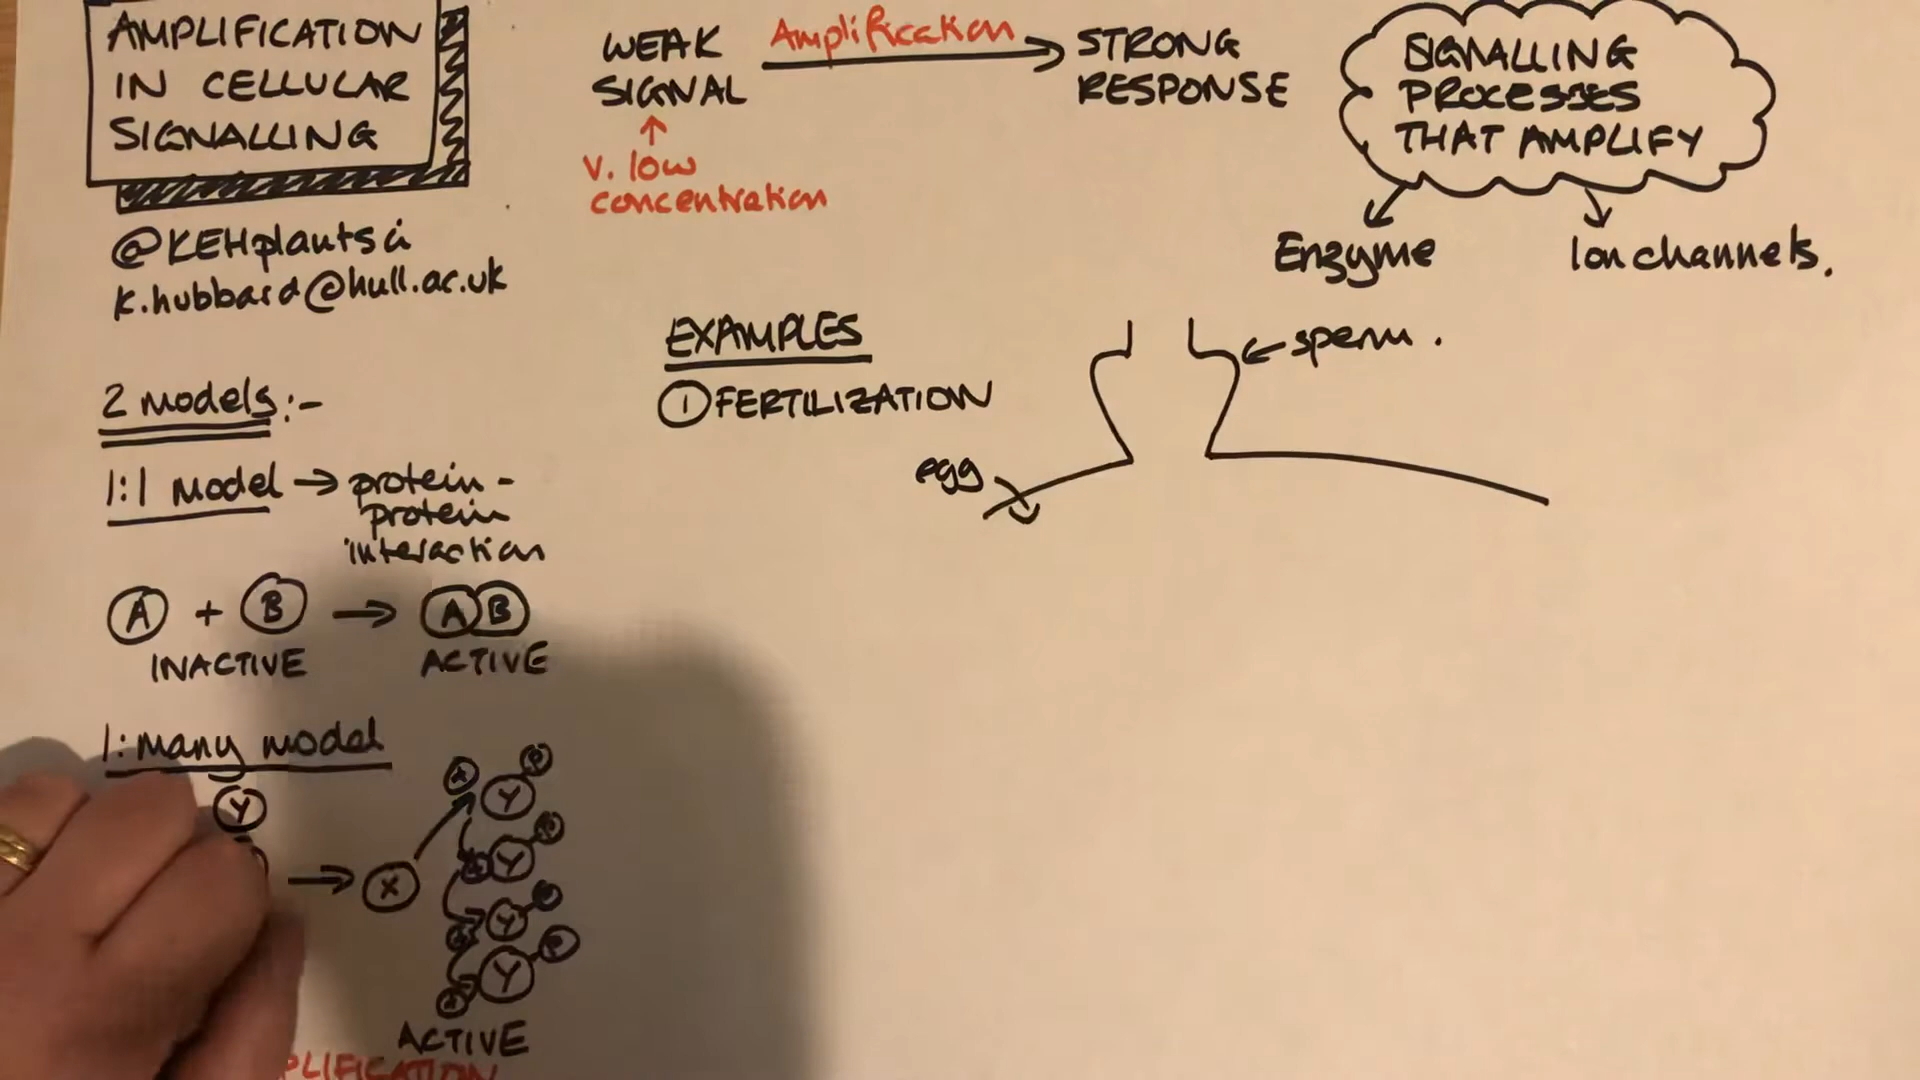 AMPLIFICATION
IN CELLULAR
SIGNALLING
@KEHplantsci
k.hubbard@hull.ac.uk
WEAK
SIGNAL
Amplification
STRONG
RESPONSE
v. low
concentration
SIGNALLING
PROCESSES
THAT AMPLIFY
Enzyme
Ion channels.
2 models:-
1:1 model → protein-
protein
interaction
A + B → AB
INACTIVE ACTIVE
1:many model
Y
→ X
X Y P
Y
Y
Y P
ACTIVE
PLIFICATION
EXAMPLES
① FERTILIZATION
sperm.
egg